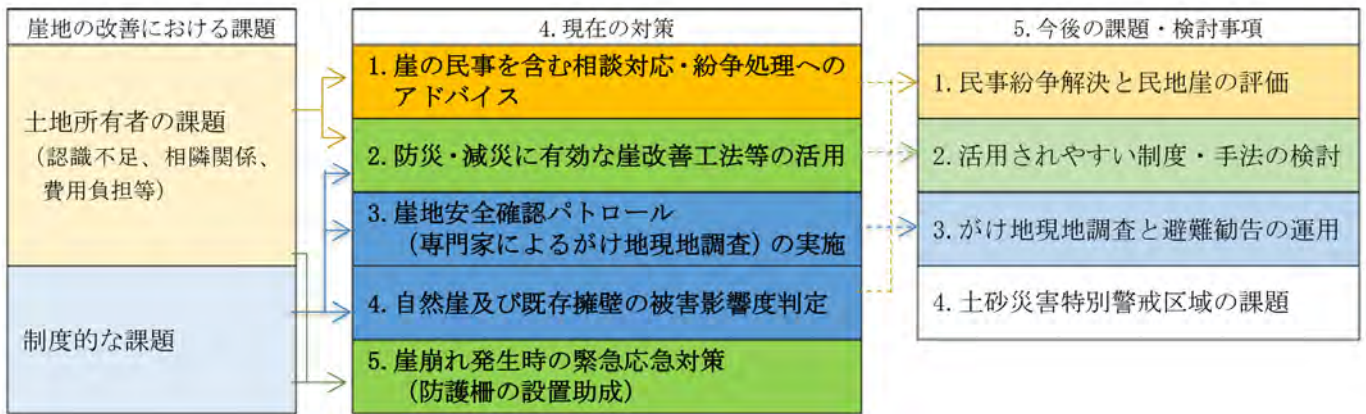 崖地の改善における課題
土地所有者の課題
(認識不足、相隣関係、
費用負担等)
制度的な課題
4.現在の対策
1.崖の民事を含む相談対応・紛争処理への
アドバイス
2.防災・減災に有効な崖改善工法等の活用
3.崖地安全確認パトロール
(専門家によるがけ地現地調査)の実施
4.自然崖及び既存擁壁の被害影響度判定
5.崖崩れ発生時の緊急応急対策
(防護柵の設置助成)
5.今後の課題・検討事項
1.民事紛争解決と民地崖の評価
2.活用されやすい制度・手法の検討
3.がけ地現地調査と避難勧告の運用
4.土砂災害特別警戒区域の課題